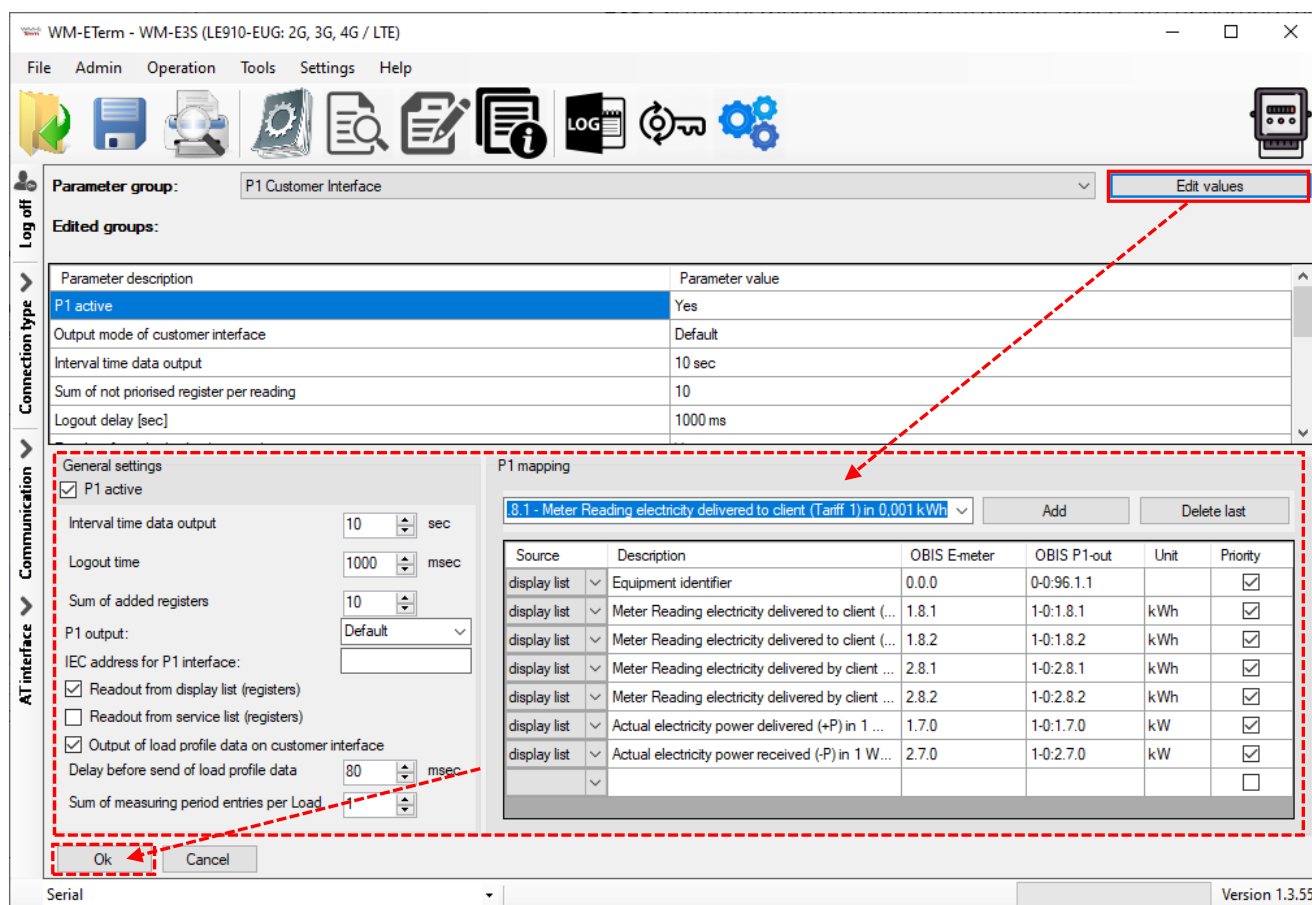 WM-ETerm - WM-E3S (LE910-EUG: 2G, 3G, 4G / LTE)
File Admin Operation Tools Settings Help
LOG
Log off
Connection type
Communication
AT interface
Parameter group: P1 Customer Interface Edit values
Edited groups:
Parameter description Parameter value
P1 active Yes
Output mode of customer interface Default
Interval time data output 10 sec
Sum of not priorised register per reading 10
Logout delay [sec] 1000 ms
General settings
P1 active
Interval time data output 10 sec
Logout time 1000 msec
Sum of added registers 10
P1 output: Default
IEC address for P1 interface:
Readout from display list (registers)
Readout from service list (registers)
Output of load profile data on customer interface
Delay before send of load profile data 80 msec
Sum of measuring period entries per Load 1
P1 mapping
.8.1 - Meter Reading electricity delivered to client (Tariff 1) in 0,001 kWh Add Delete last
Source Description OBIS E-meter OBIS P1-out Unit Priority
display list Equipment identifier 0.0.0 0-0:96.1.1
display list Meter Reading electricity delivered to client (... 1.8.1 1-0:1.8.1 kWh
display list Meter Reading electricity delivered to client (... 1.8.2 1-0:1.8.2 kWh
display list Meter Reading electricity delivered by client ... 2.8.1 1-0:2.8.1 kWh
display list Meter Reading electricity delivered by client ... 2.8.2 1-0:2.8.2 kWh
display list Actual electricity power delivered (+P) in 1 ... 1.7.0 1-0:1.7.0 kW
display list Actual electricity power received (-P) in 1 W... 2.7.0 1-0:2.7.0 kW
Ok Cancel
Serial Version 1.3.55